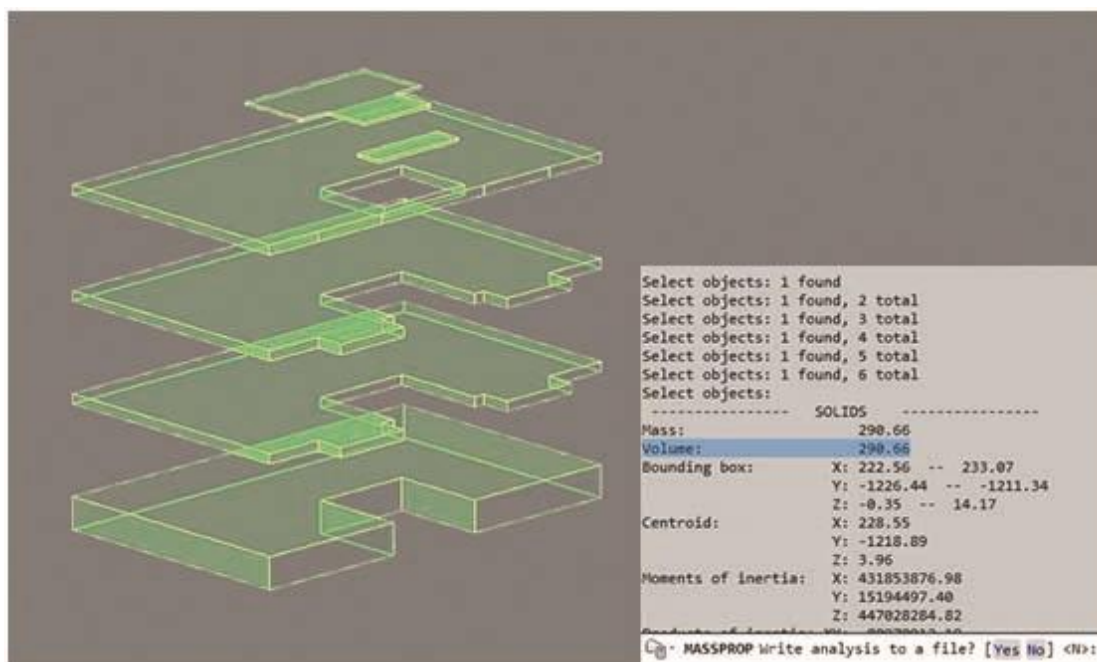 Select objects: 1 found
Select objects: 1 found, 2 total
Select objects: 1 found, 3 total
Select objects: 1 found, 4 total
Select objects: 1 found, 5 total
Select objects: 1 found, 6 total
Select objects:
---------------- SOLIDS ----------------
Mass: 290.66
Volume: 290.66
Bounding box: X: 222.56 -- 233.07
Y: -1226.44 -- -1211.34
Z: -0.35 -- 14.17
Centroid: X: 228.55
Y: -1218.89
Z: 3.96
Moments of inertia: X: 431853876.98
Y: 15194497.40
Z: 447028284.82
MASSPROP Write analysis to a file? [Yes No] <N>: